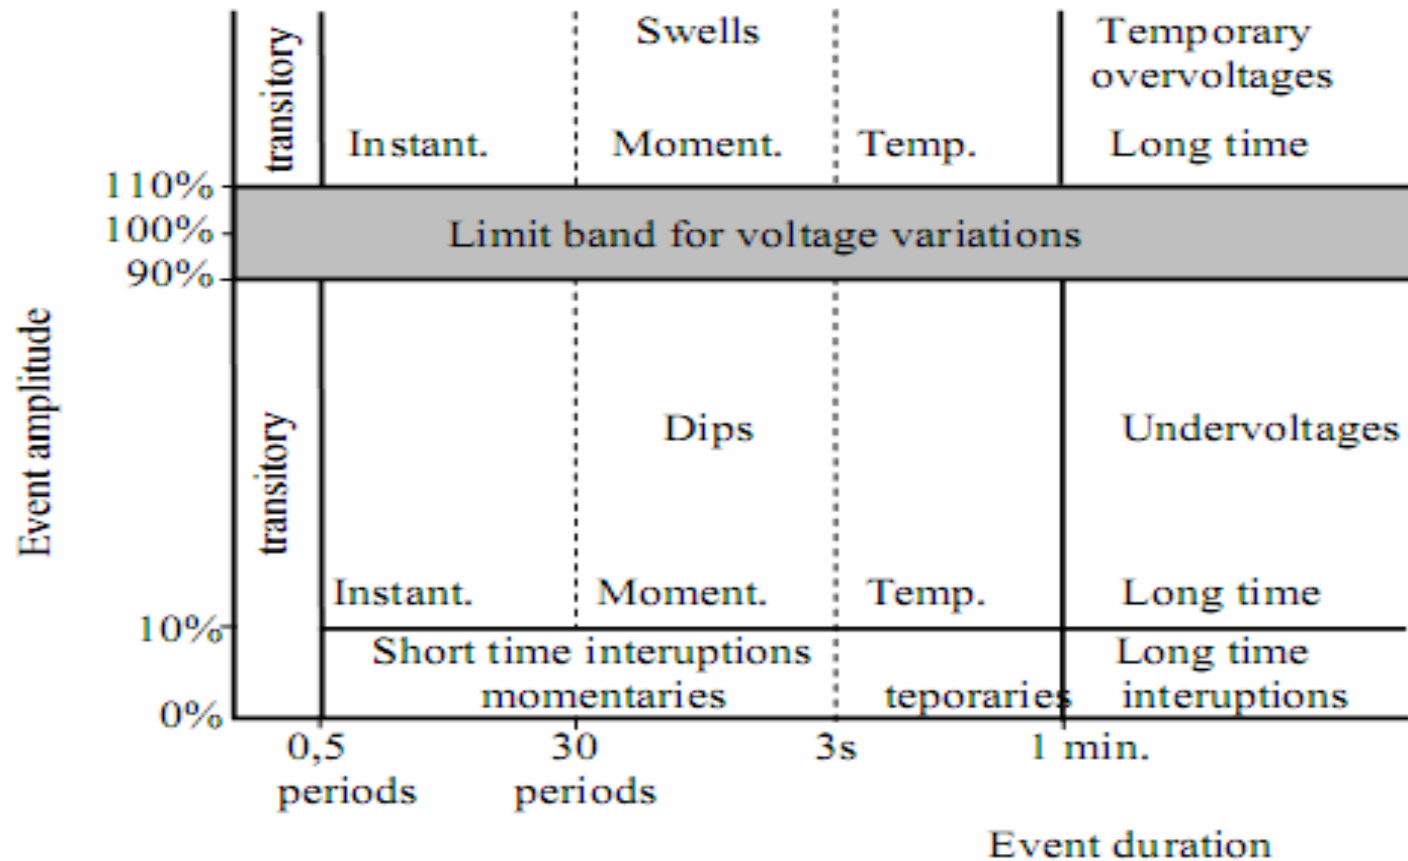 transitory
Swells
Temporary
overvoltages
Instant.
Moment.
Temp.
Long time
110%
100%
90%
Limit band for voltage variations
Event amplitude
transitory
Dips
Undervoltages
Instant.
Moment.
Temp.
Long time
10%
0%
Short time interuptions
momentaries
teporaries
Long time
interuptions
0,5
periods
30
periods
3s
1 min.
Event duration